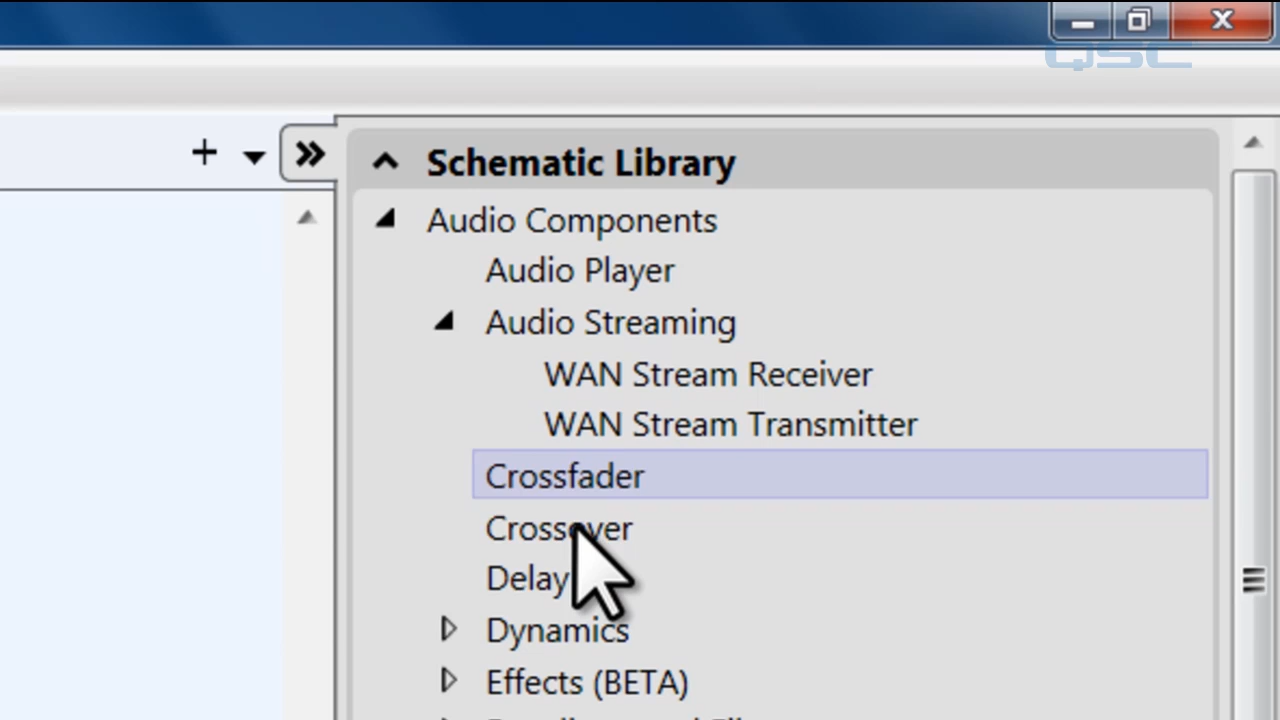 QSC
Schematic Library
Audio Components
Audio Player
Audio Streaming
WAN Stream Receiver
WAN Stream Transmitter
Crossfader
Crossover
Delay
Dynamics
Effects (BETA)